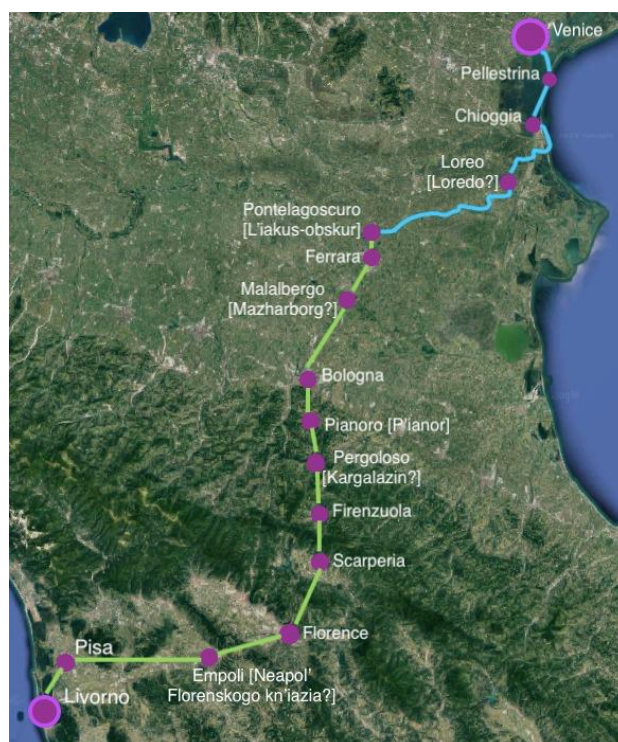 Venice
Pellestrina
Chioggia
Loreo
[Loredo?]
Pontelagoscuro
[L'iakus-obskur]
Ferrara
Malalbergo
[Mazharborg?]
Bologna
Pianoro [P'ianor]
Pergoloso
[Kargalazin?]
Firenzuola
Scarperia
Florence
Pisa
Empoli [Neapol'
Florenskogo kn'iazia?]
Livorno